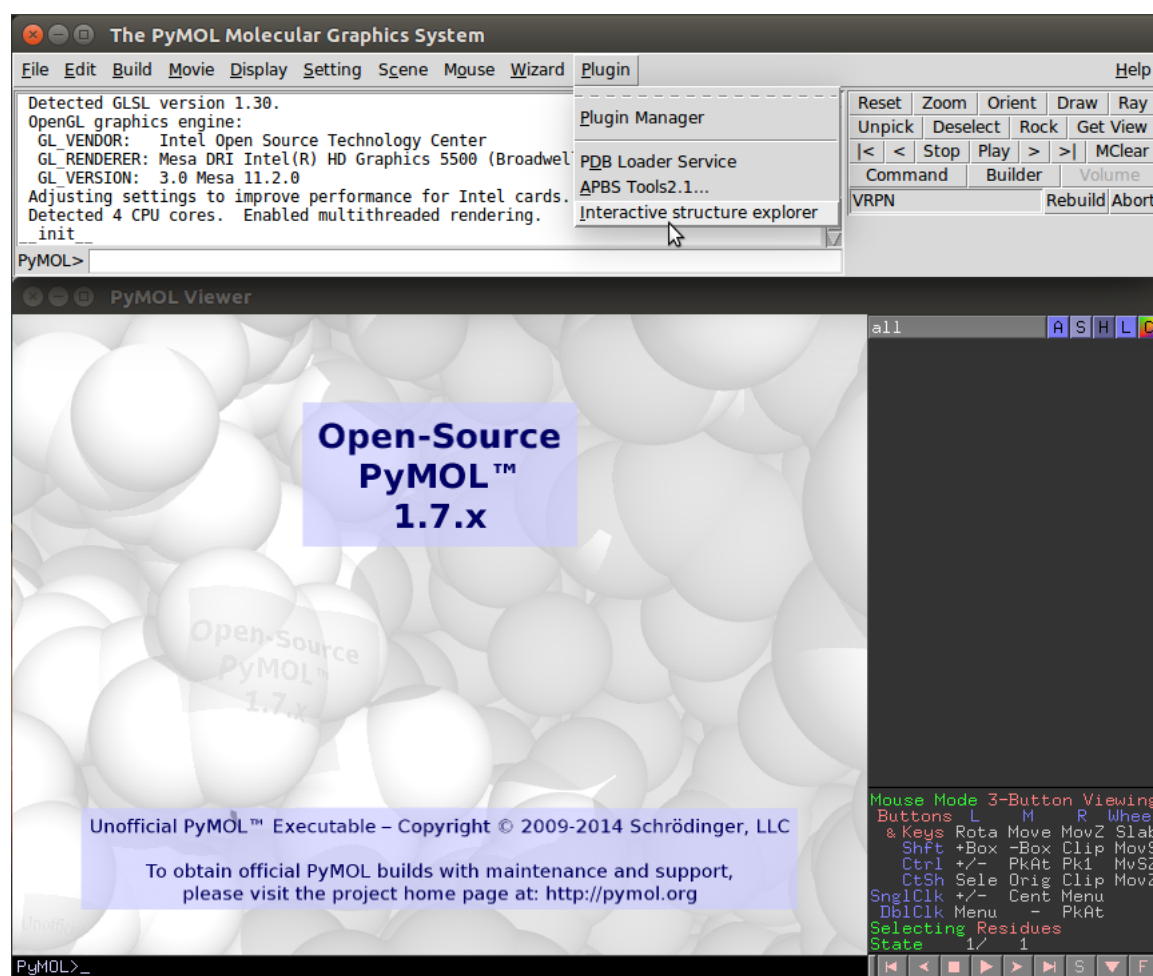 The PyMOL Molecular Graphics System
File Edit Build Movie Display Setting Scene Mouse Wizard Plugin Help
Detected GLSL version 1.30.
OpenGL graphics engine:
GL_VENDOR: Intel Open Source Technology Center
GL_RENDERER: Mesa DRI Intel(R) HD Graphics 5500 (Broadwel
GL_VERSION: 3.0 Mesa 11.2.0
Adjusting settings to improve performance for Intel cards.
Detected 4 CPU cores. Enabled multithreaded rendering.
__init__
PyMOL>
Plugin Manager
PDB Loader Service
APBS Tools2.1...
Interactive structure explorer
Reset Zoom Orient Draw Ray
Unpick Deselect Rock Get View
|< < Stop Play > >| MClear
Command Builder Volume
VRPN Rebuild Abort
PyMOL Viewer
all A S H L C
Open-Source
PyMOL™
1.7.x
Open-Source
PyMOL™
1.7.x
Unofficial PyMOL™ Executable – Copyright © 2009-2014 Schrödinger, LLC
To obtain official PyMOL builds with maintenance and support,
please visit the project home page at: http://pymol.org
Mouse Mode 3-Button Viewing
Buttons L M R Whee
& Keys Rota Move MovZ Slab
Shft +Box -Box Clip MovS
Ctrl +/- PkAt Pk1 MvSZ
CtSh Sele Orig Clip MovZ
SnglClk +/- Cent Menu
DblClk Menu - PkAt
Selecting Residues
State 1/ 1
PyMOL>_
S F